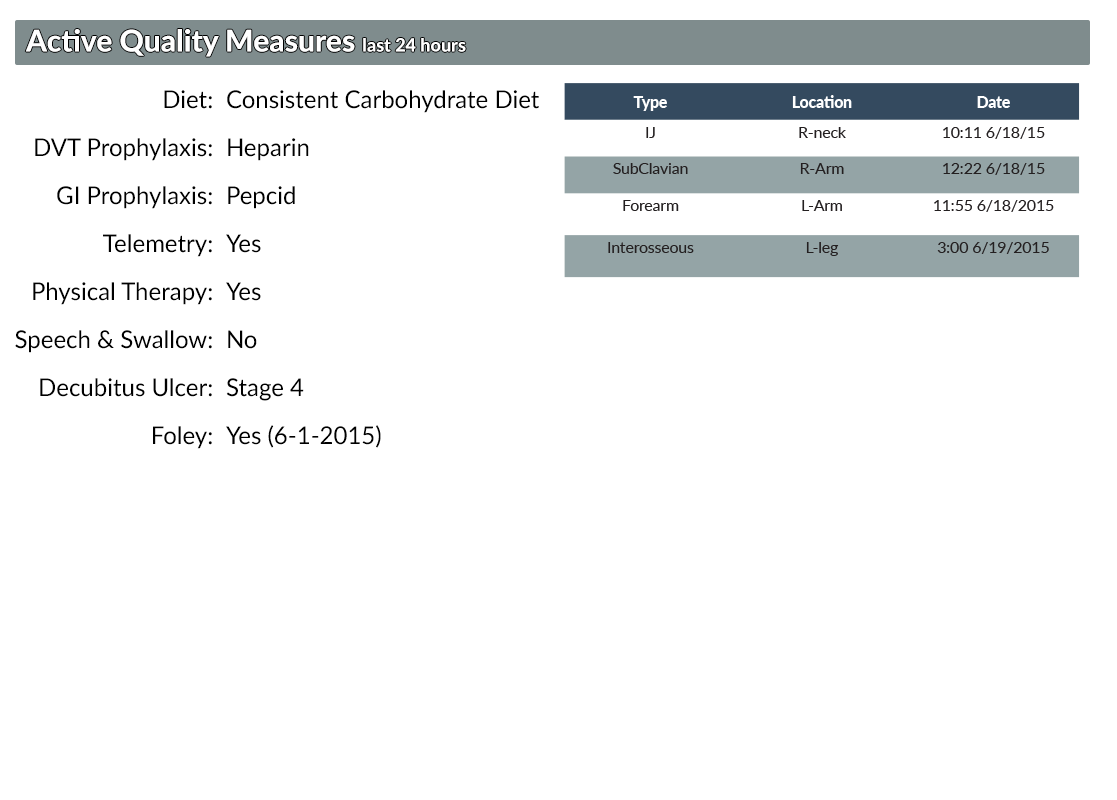 Active Quality Measures last 24 hours
Diet: Consistent Carbohydrate Diet
DVT Prophylaxis: Heparin
GI Prophylaxis: Pepcid
Telemetry: Yes
Physical Therapy: Yes
Speech & Swallow: No
Decubitus Ulcer: Stage 4
Foley: Yes (6-1-2015)
Type Location Date
IJ R-neck 10:11 6/18/15
SubClavian R-Arm 12:22 6/18/15
Forearm L-Arm 11:55 6/18/2015
Interosseous L-leg 3:00 6/19/2015